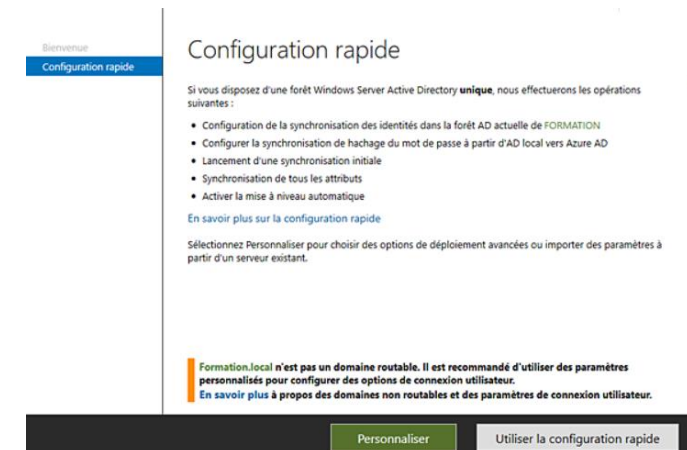 Bienvenue
Configuration rapide
Configuration rapide
Si vous disposez d'une forêt Windows Server Active Directory unique, nous effectuerons les opérations
suivantes :
• Configuration de la synchronisation des identités dans la forêt AD actuelle de FORMATION
• Configurer la synchronisation de hachage du mot de passe à partir d'AD local vers Azure AD
• Lancement d'une synchronisation initiale
• Synchronisation de tous les attributs
• Activer la mise à niveau automatique
En savoir plus sur la configuration rapide
Sélectionnez Personnaliser pour choisir des options de déploiement avancées ou importer des paramètres à
partir d'un serveur existant.
Formation.local n'est pas un domaine routable. Il est recommandé d'utiliser des paramètres
personnalisés pour configurer des options de connexion utilisateur.
En savoir plus à propos des domaines non routables et des paramètres de connexion utilisateur.
Personnaliser
Utiliser la configuration rapide